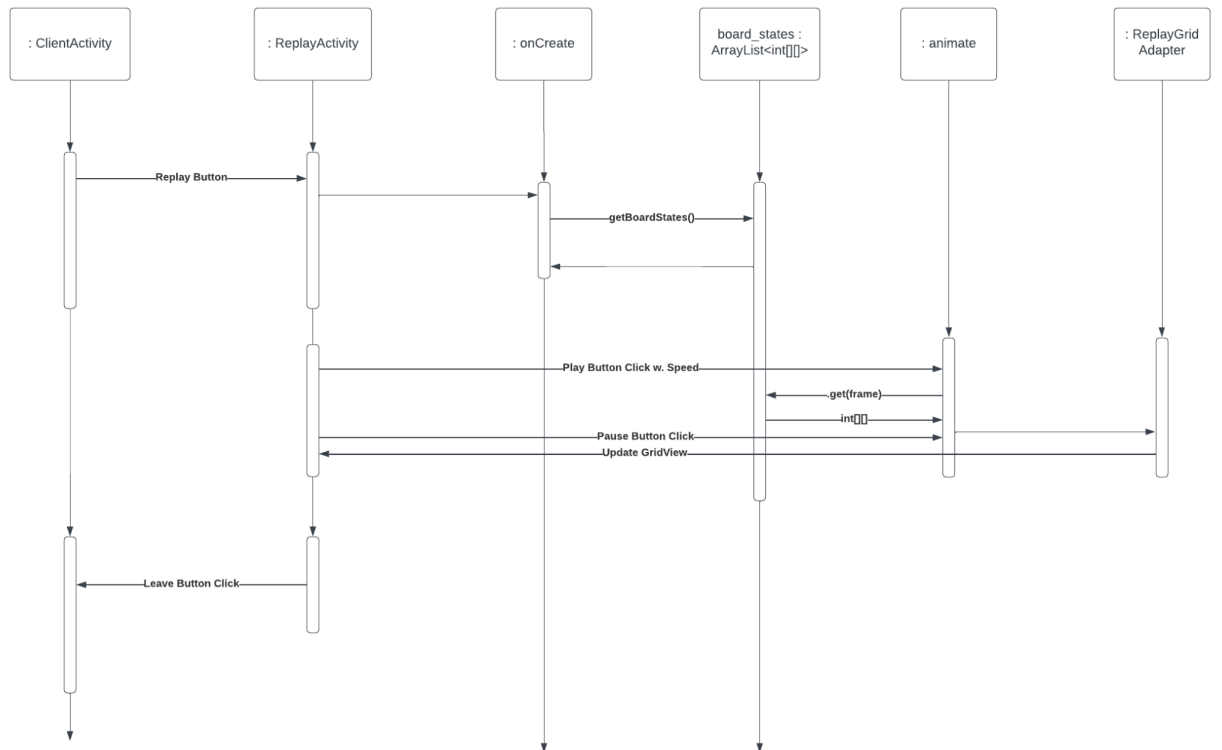 : ClientActivity
: ReplayActivity
: onCreate
board_states :
ArrayList<int[][]>
: animate
: ReplayGrid
Adapter
Replay Button
getBoardStates()
Play Button Click w. Speed
.get(frame)
int[][]
Pause Button Click
Update GridView
Leave Button Click